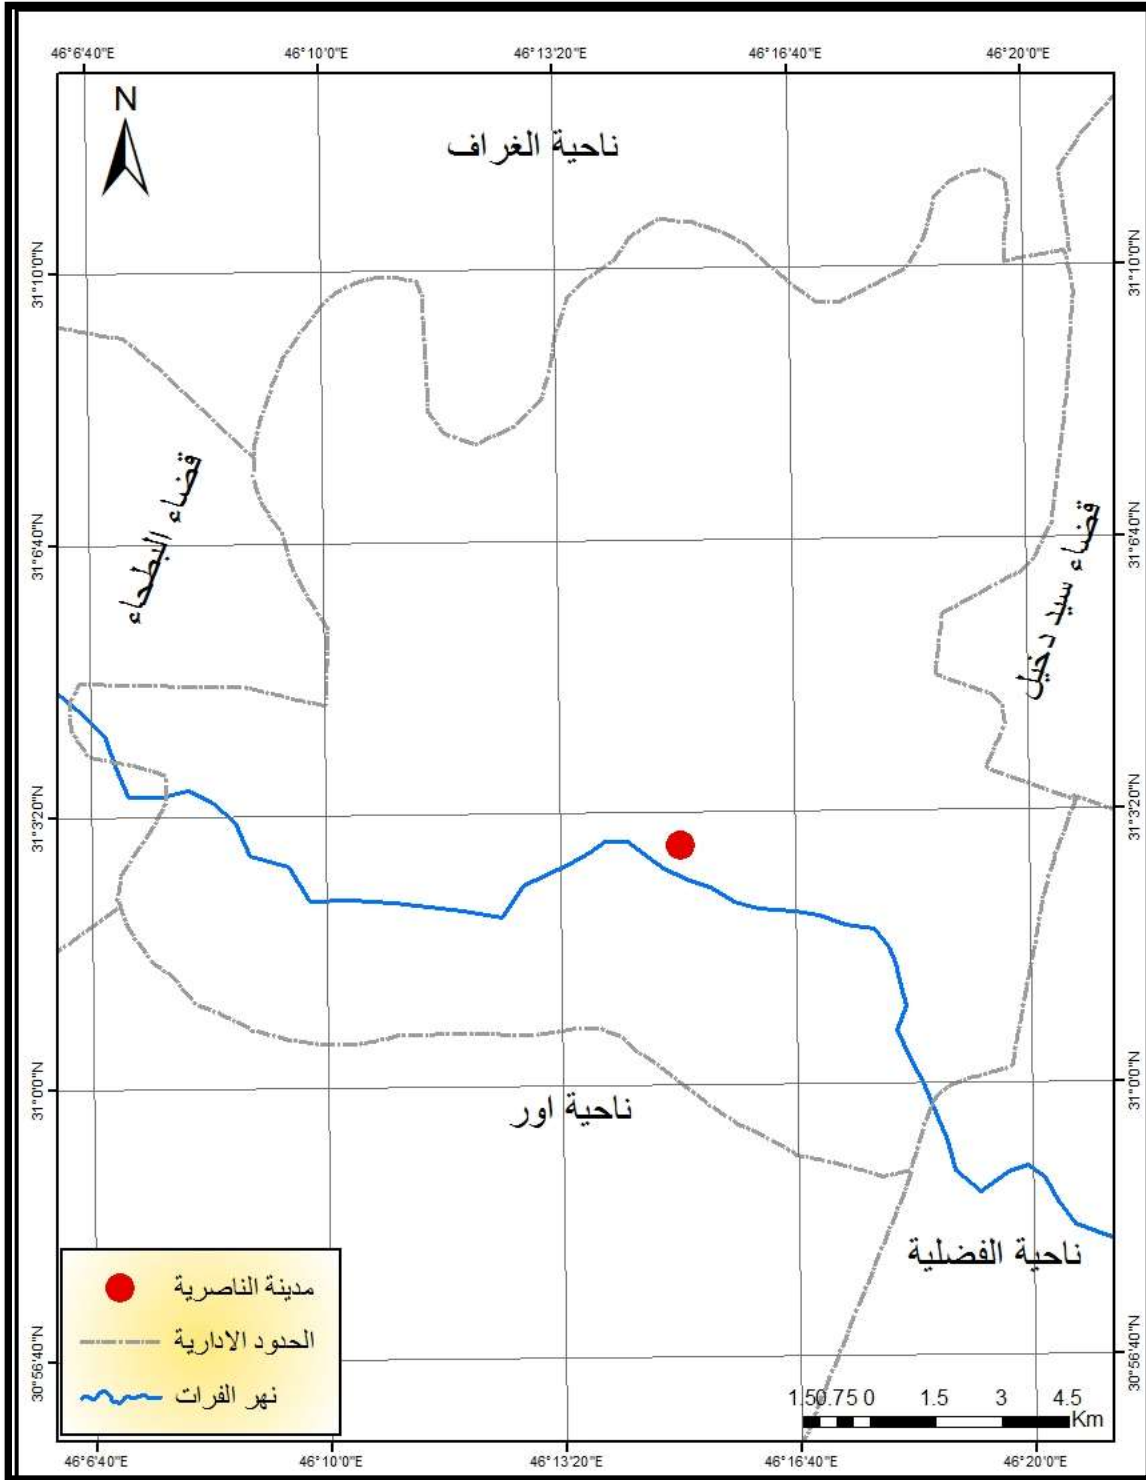 46°6'40"E 46°10'0"E 46°13'20"E 46°16'40"E 46°20'0"E
N
ناحية الغراف
31°10'0"N 31°10'0"N
قضاء البطحاء
قضاء سيد دخيل
31°6'40"N 31°6'40"N
31°3'20"N 31°3'20"N
31°0'0"N 31°0'0"N
ناحية اور
ناحية الفضلية
مدينة الناصرية
الحدود الادارية
نهر الفرات
30°56'40"N 30°56'40"N
1.50.75 0 1.5 3 4.5
Km
46°6'40"E 46°10'0"E 46°13'20"E 46°16'40"E 46°20'0"E